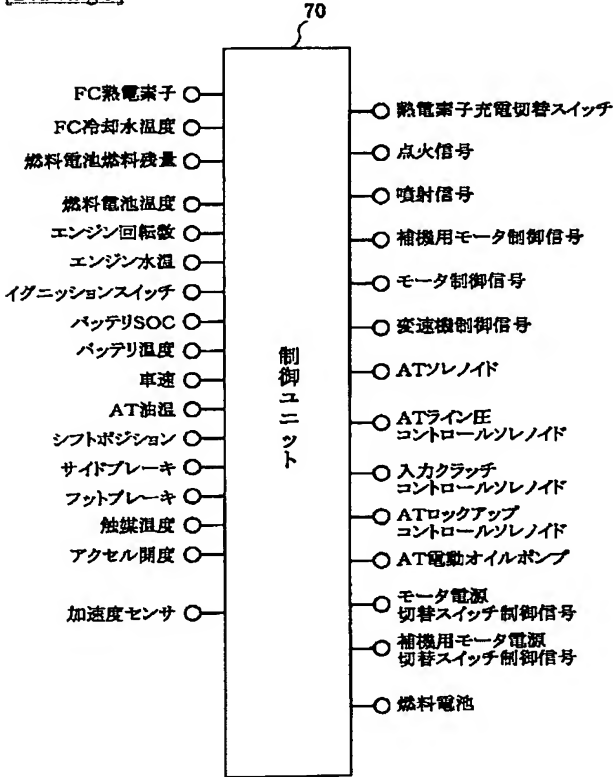 70
FC熱電素子
FC冷却水温度
燃料電池燃料残量
燃料電池温度
エンジン回転数
エンジン水温
イグニッションスイッチ
バッテリSOC
バッテリ温度
車速
AT油温
シフトポジション
サイドブレーキ
フットブレーキ
触媒温度
アクセル開度
加速度センサ
制御ユニット
熱電素子充電切替スイッチ
点火信号
噴射信号
補機用モータ制御信号
モータ制御信号
変速機制御信号
ATソレノイド
ATライン圧
コントロールソレノイド
入力クラッチ
コントロールソレノイド
ATロックアップ
コントロールソレノイド
AT電動オイルポンプ
モータ電源
切替スイッチ制御信号
補機用モータ電源
切替スイッチ制御信号
燃料電池